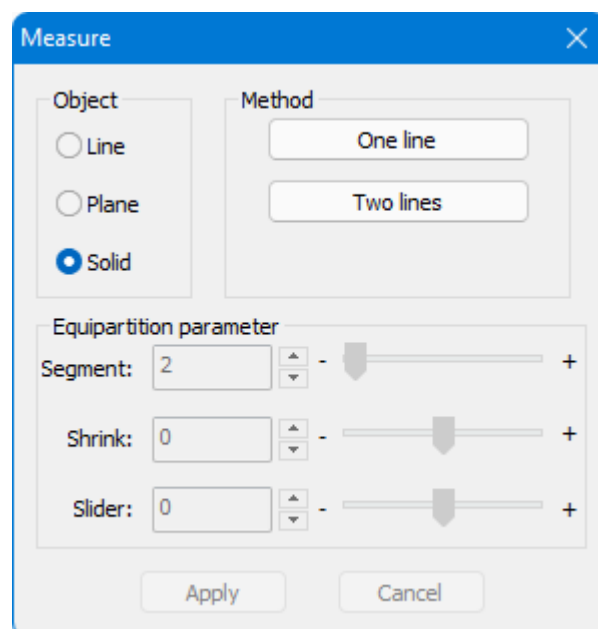 Measure
Object
Method
Line
One line
Plane
Two lines
Solid
Equipartition parameter
Segment: 2 - +
Shrink: 0 - +
Slider: 0 - +
Apply Cancel